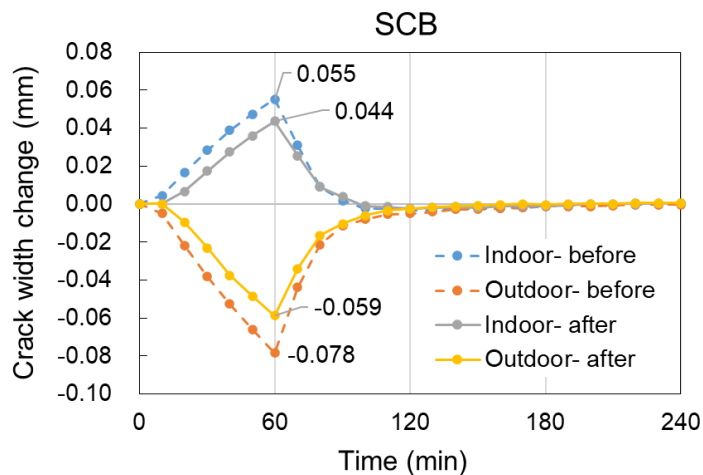 SCB
Crack width change (mm)
0.08
0.06
0.04
0.02
0.00
-0.02
-0.04
-0.06
-0.08
-0.10
0.055
0.044
-0.059
-0.078
Indoor- before
Outdoor- before
Indoor- after
Outdoor- after
0 60 120 180 240
Time (min)